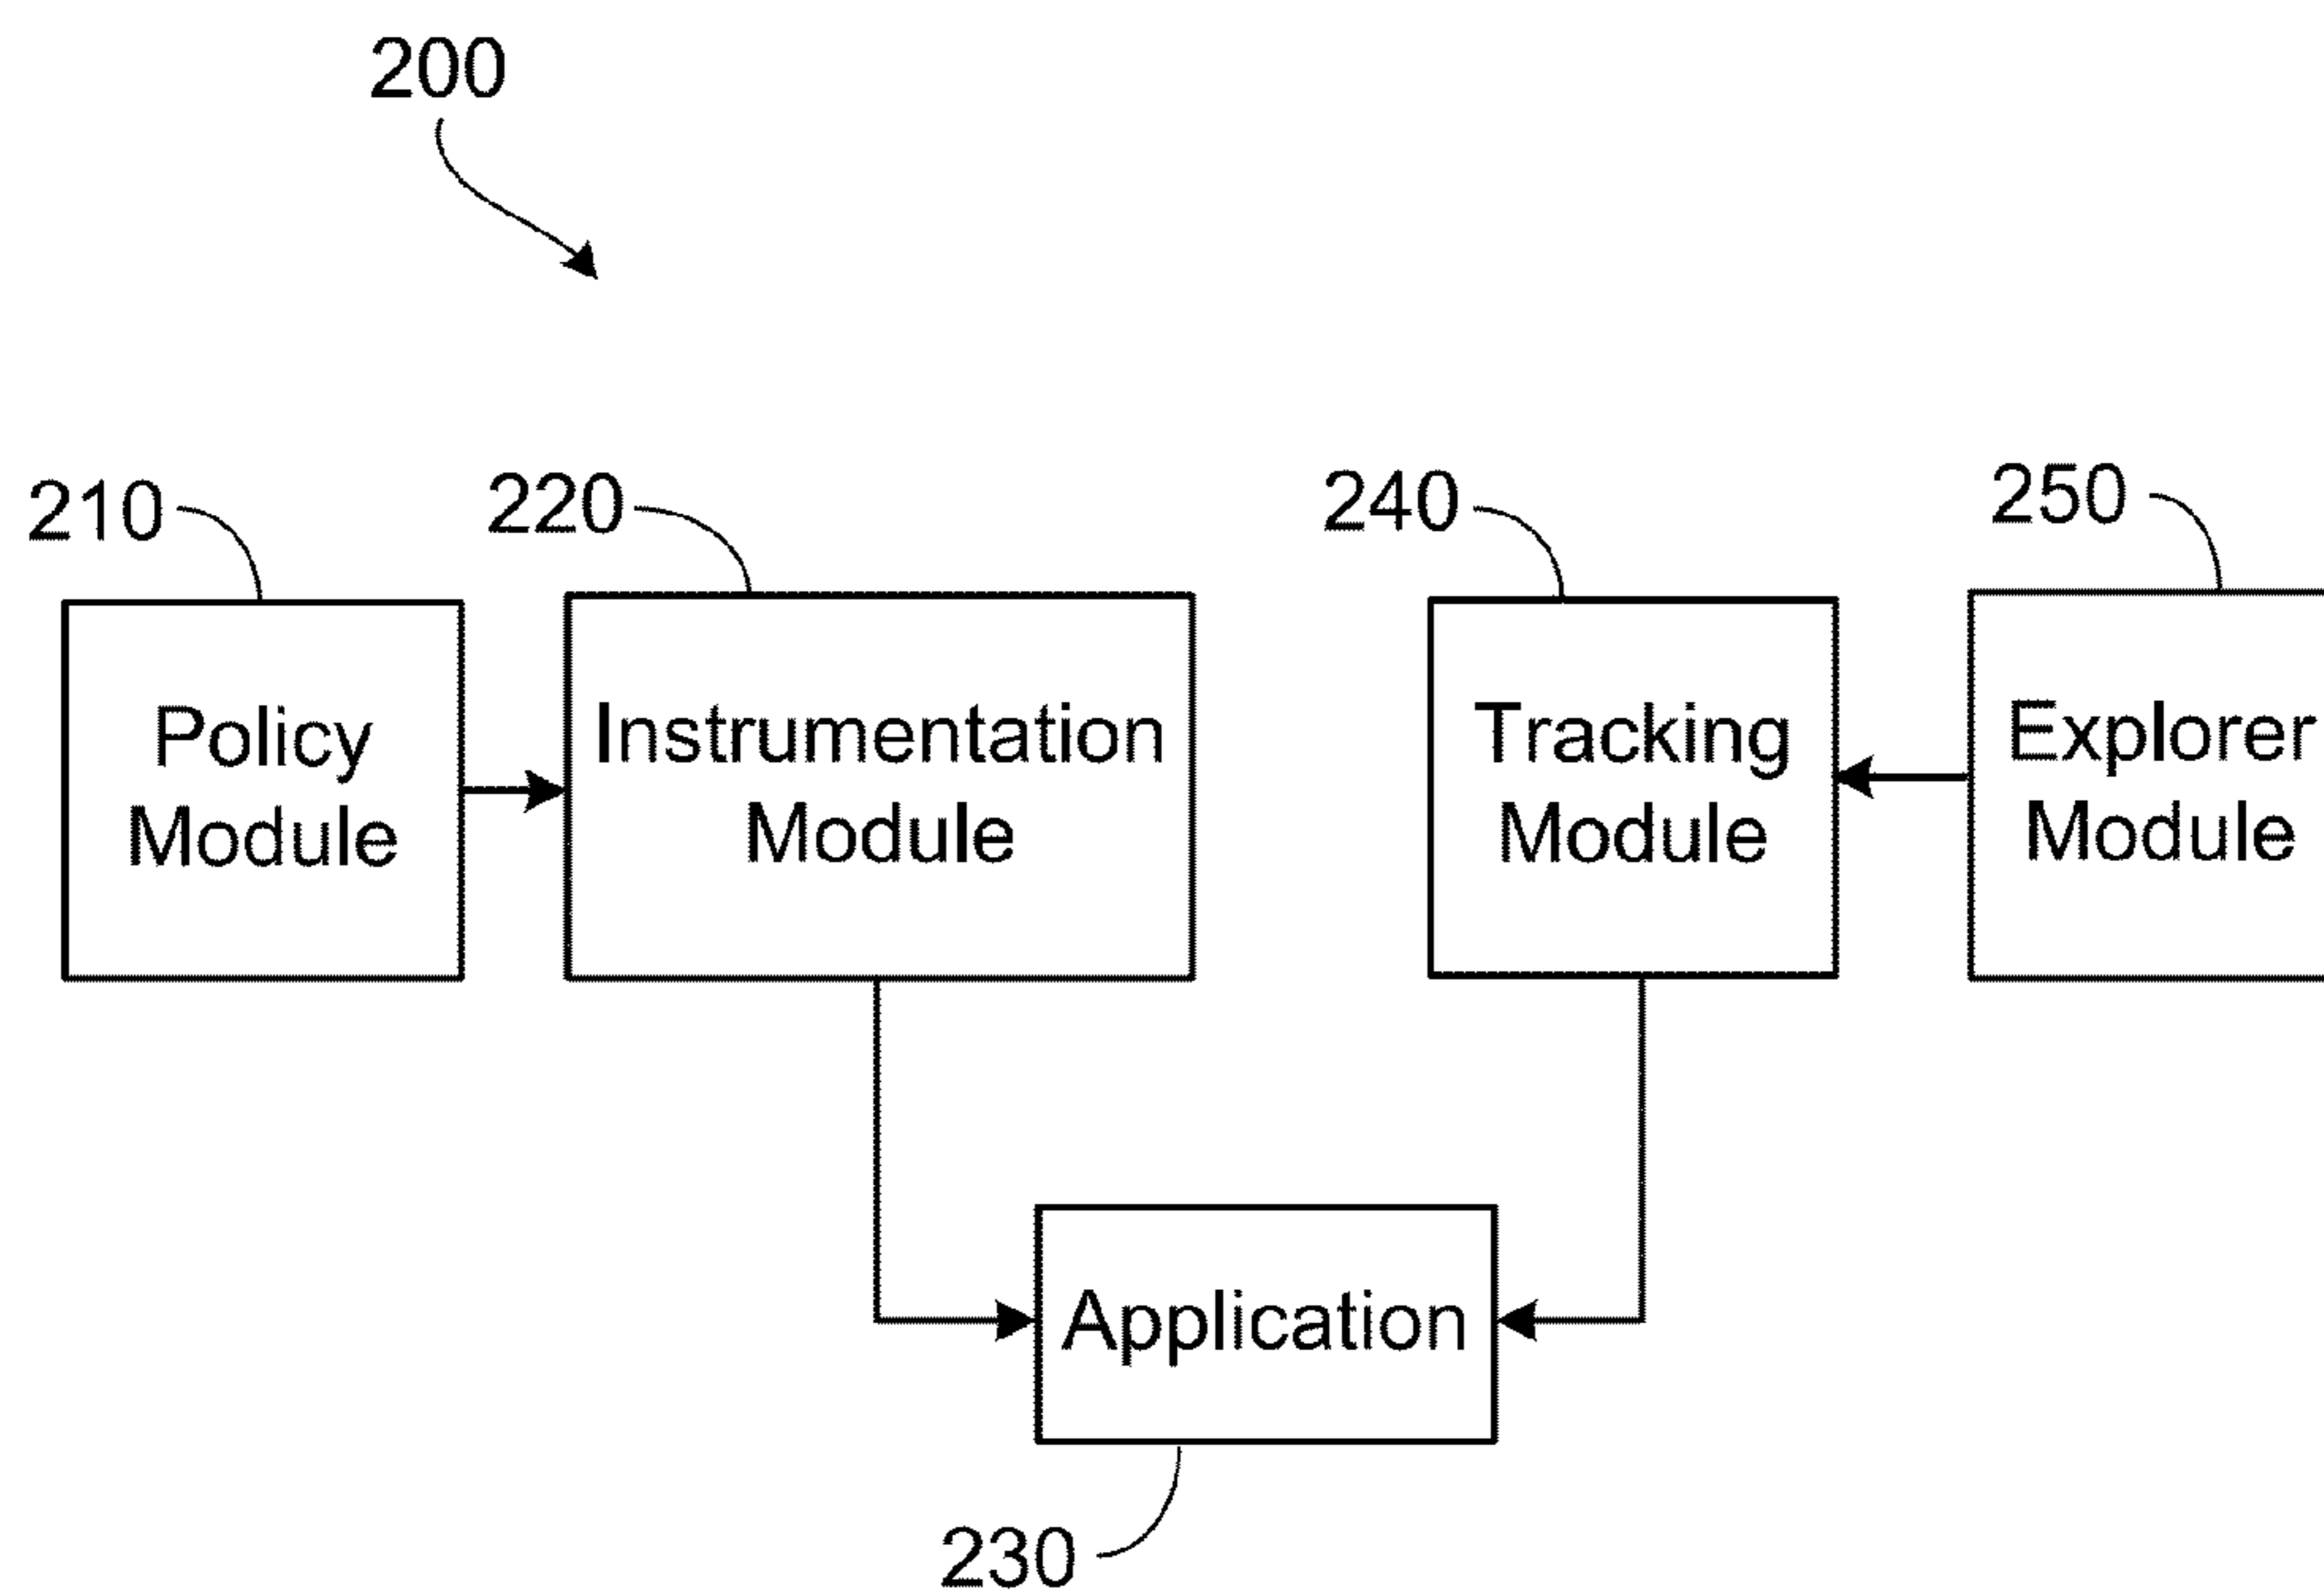 200
210
220
240
250
Policy
Module
Instrumentation
Module
Tracking
Module
Explorer
Module
Application
230